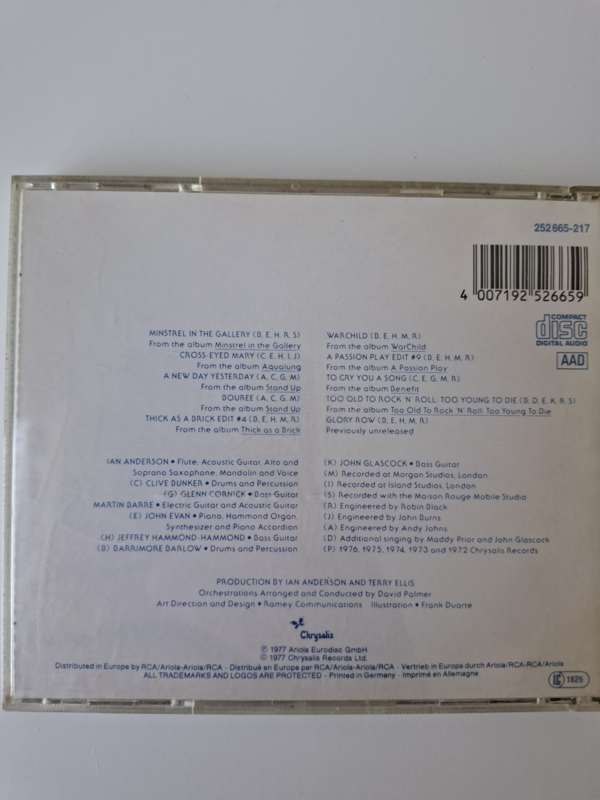 252 665-217
4 007192 526659
COMPACT
disc
DIGITAL AUDIO
AAD
MINSTREL IN THE GALLERY (B, E, H, R, S)
From the album Minstrel in the Gallery
CROSS-EYED MARY (C, E, H, I, J)
From the album Aqualung
A NEW DAY YESTERDAY (A, C, G, M)
From the album Stand Up
BOUREE (A, C, G, M)
From the album Stand Up
THICK AS A BRICK EDIT #4 (B, E, H, M, R)
From the album Thick as a Brick
WARCHILD (B, E, H, M, R)
From the album WarChild
A PASSION PLAY EDIT #9 (B, E, H, M, R)
From the album A Passion Play
TO CRY YOU A SONG (C, E, G, M, R)
From the album Benefit
TOO OLD TO ROCK 'N' ROLL: TOO YOUNG TO DIE (B, D, E, K, R, S)
From the album Too Old To Rock 'N' Roll: Too Young To Die
GLORY ROW (B, E, H, M, R)
Previously unreleased
IAN ANDERSON • Flute, Acoustic Guitar, Alto and
Soprano Saxophone, Mandolin and Voice
(C) CLIVE BUNKER • Drums and Percussion
(G) GLENN CORNICK • Bass Guitar
MARTIN BARRE • Electric Guitar and Acoustic Guitar
(E) JOHN EVAN • Piano, Hammond Organ,
Synthesizer and Piano Accordion
(H) JEFFREY HAMMOND-HAMMOND • Bass Guitar
(B) BARRIMORE BARLOW • Drums and Percussion
(K) JOHN GLASCOCK • Bass Guitar
(M) Recorded at Morgan Studios, London
(I) Recorded at Island Studios, London
(S) Recorded with the Maison Rouge Mobile Studio
(R) Engineered by Robin Black
(J) Engineered by John Burns
(A) Engineered by Andy Johns
(D) Additional singing by Maddy Prior and John Glascock
(P) 1976, 1975, 1974, 1973 and 1972 Chrysalis Records
PRODUCTION BY IAN ANDERSON AND TERRY ELLIS
Orchestrations Arranged and Conducted by David Palmer
Art Direction and Design • Ramey Communications Illustration • Frank Duarte
Chrysalis
℗ 1977 Ariola Eurodisc GmbH
© 1977 Chrysalis Records Ltd.
Distributed in Europe by RCA/Ariola-Ariola/RCA - Distribué en Europe par RCA/Ariola-Ariola/RCA - Vertrieb in Europa durch Ariola/RCA-RCA/Ariola
ALL TRADEMARKS AND LOGOS ARE PROTECTED - Printed in Germany - Imprimé en Allemagne
LC 1626